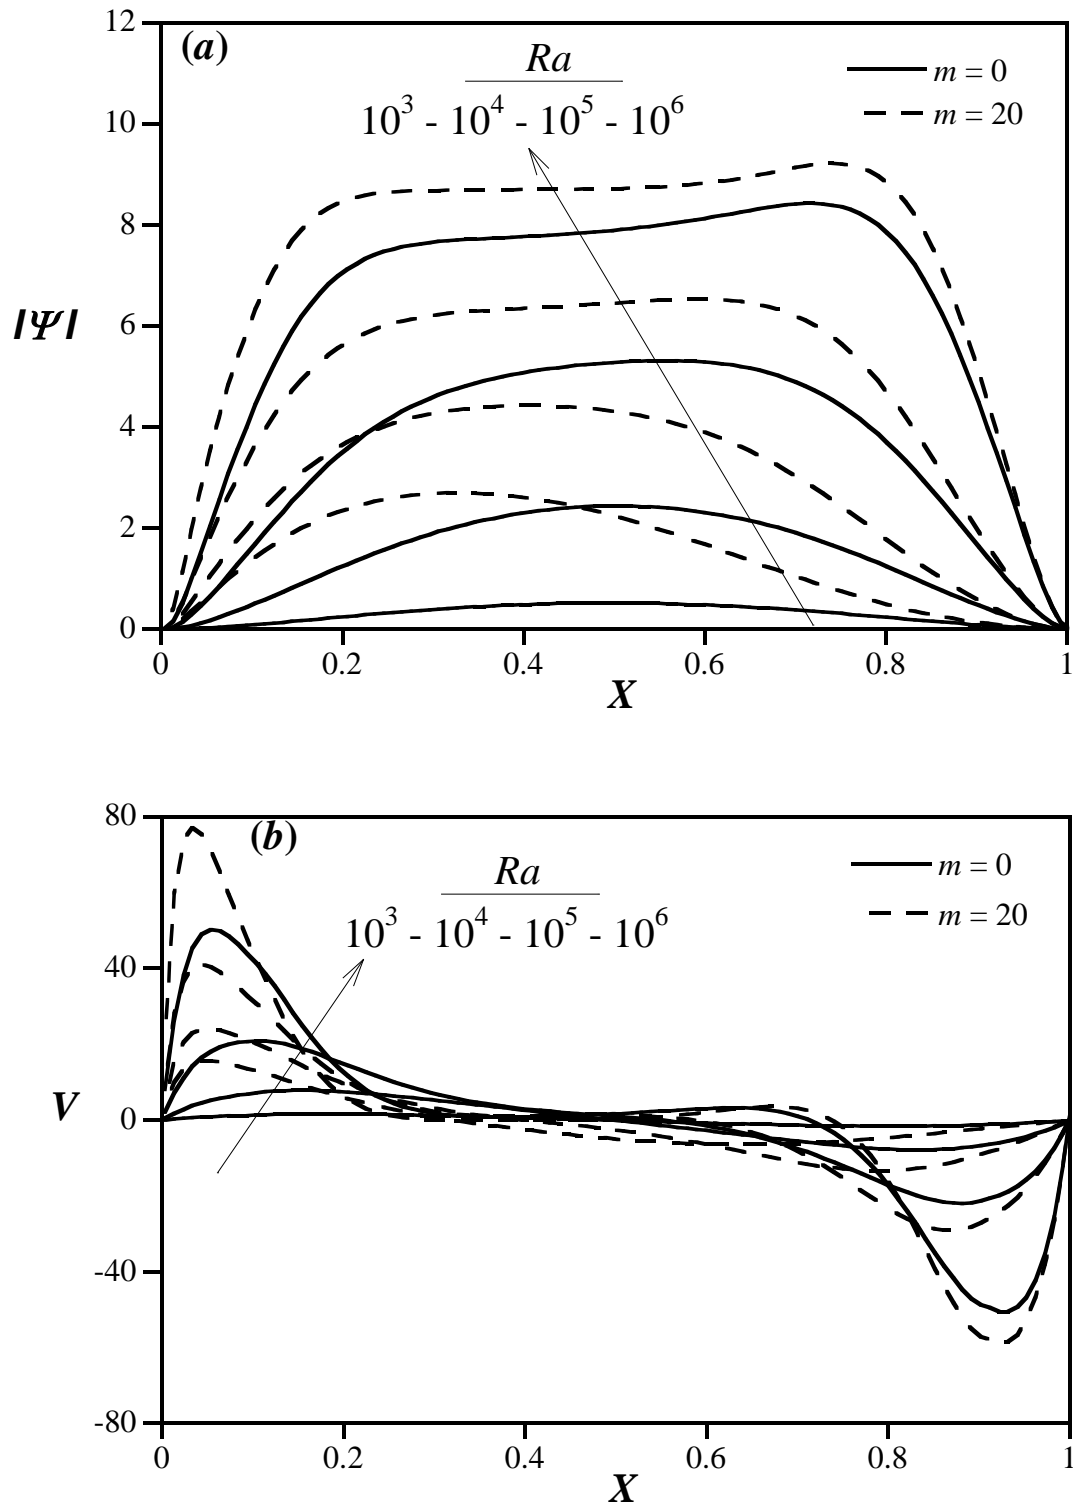 12
(a)
Ra
10³ - 10⁴ - 10⁵ - 10⁶
m = 0
m = 20
10
8
|Ψ|
6
4
2
0
0 0.2 0.4 0.6 0.8 1
X
80
(b)
Ra
10³ - 10⁴ - 10⁵ - 10⁶
m = 0
m = 20
40
V
0
-40
-80
0 0.2 0.4 0.6 0.8 1
X